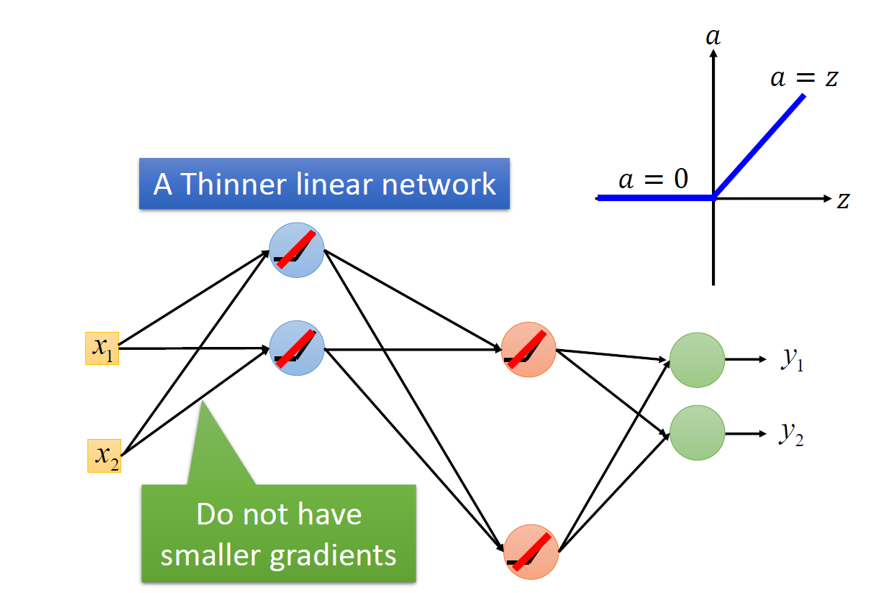 a
a = z
a = 0
z
A Thinner linear network
x₁
y₁
x₂
y₂
Do not have
smaller gradients